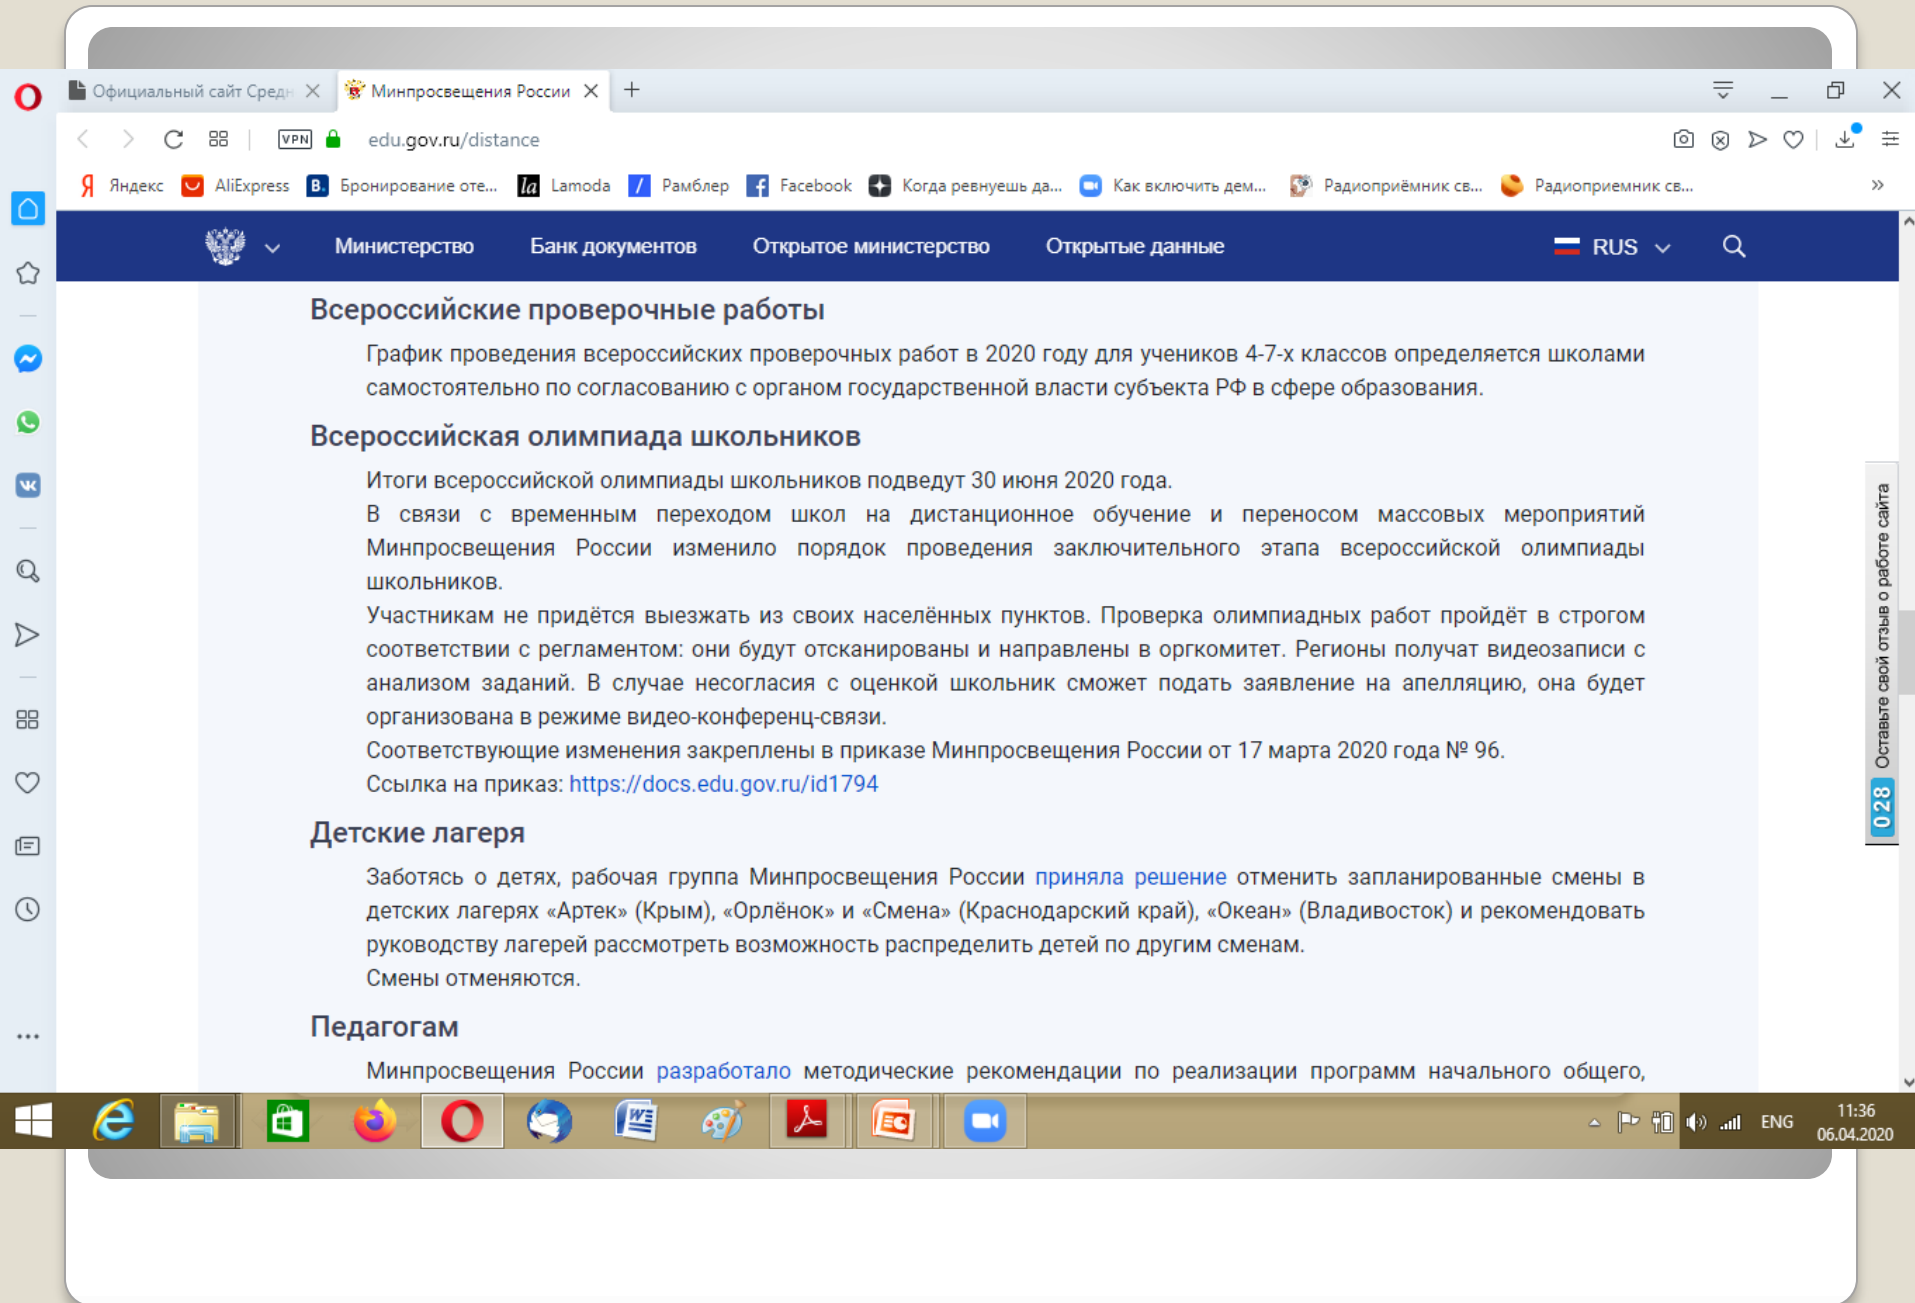 Официальный сайт Средн
Минпросвещения России
VPN
edu.gov.ru/distance
Яндекс AliExpress Бронирование оте... Lamoda Рамблер Facebook Когда ревнуешь да... Как включить дем... Радиоприёмник св... Радиоприемник св...
Министерство Банк документов Открытое министерство Открытые данные RUS
Всероссийские проверочные работы
График проведения всероссийских проверочных работ в 2020 году для учеников 4-7-х классов определяется школами
самостоятельно по согласованию с органом государственной власти субъекта РФ в сфере образования.
Всероссийская олимпиада школьников
Итоги всероссийской олимпиады школьников подведут 30 июня 2020 года.
В связи с временным переходом школ на дистанционное обучение и переносом массовых мероприятий
Минпросвещения России изменило порядок проведения заключительного этапа всероссийской олимпиады
школьников.
Участникам не придётся выезжать из своих населённых пунктов. Проверка олимпиадных работ пройдёт в строгом
соответствии с регламентом: они будут отсканированы и направлены в оргкомитет. Регионы получат видеозаписи с
анализом заданий. В случае несогласия с оценкой школьник сможет подать заявление на апелляцию, она будет
организована в режиме видео-конференц-связи.
Соответствующие изменения закреплены в приказе Минпросвещения России от 17 марта 2020 года № 96.
Ссылка на приказ: https://docs.edu.gov.ru/id1794
Детские лагеря
Заботясь о детях, рабочая группа Минпросвещения России приняла решение отменить запланированные смены в
детских лагерях «Артек» (Крым), «Орлёнок» и «Смена» (Краснодарский край), «Океан» (Владивосток) и рекомендовать
руководству лагерей рассмотреть возможность распределить детей по другим сменам.
Смены отменяются.
Педагогам
Минпросвещения России разработало методические рекомендации по реализации программ начального общего,
Оставьте свой отзыв о работе сайта
028
ENG
11:36
06.04.2020